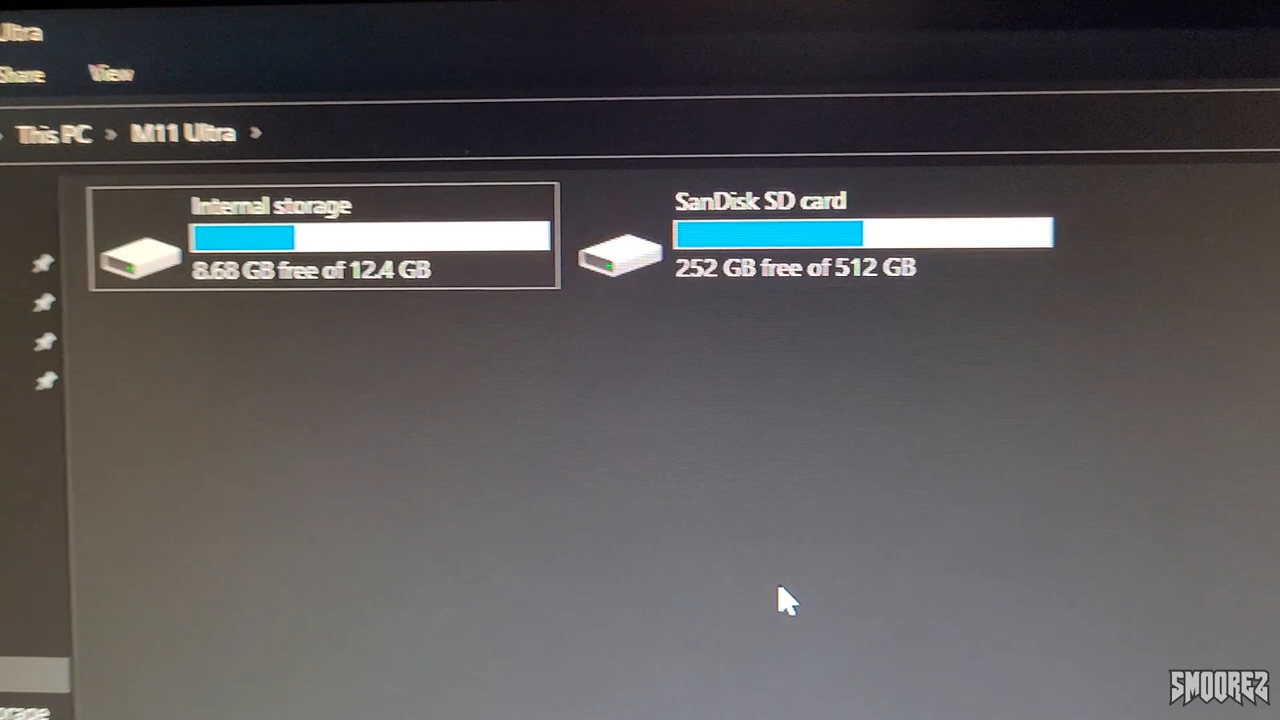 Ultra
Share View
This PC > M11 Ultra >
Internal storage
8.68 GB free of 12.4 GB
SanDisk SD card
252 GB free of 512 GB
SMOOREZ